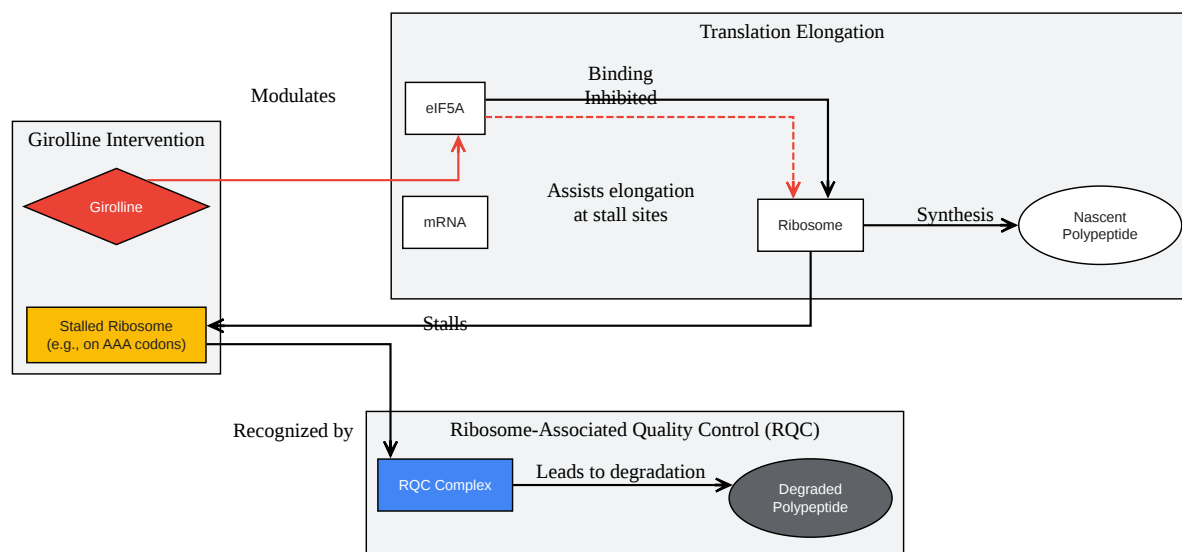 Translation Elongation
Binding
Inhibited
Modulates
eIF5A
Girolline Intervention
Girolline
mRNA
Assists elongation
at stall sites
Ribosome
Synthesis
Nascent
Polypeptide
Stalled Ribosome
(e.g., on AAA codons)
Stalls
Recognized by
Ribosome-Associated Quality Control (RQC)
RQC Complex
Leads to degradation
Degraded
Polypeptide